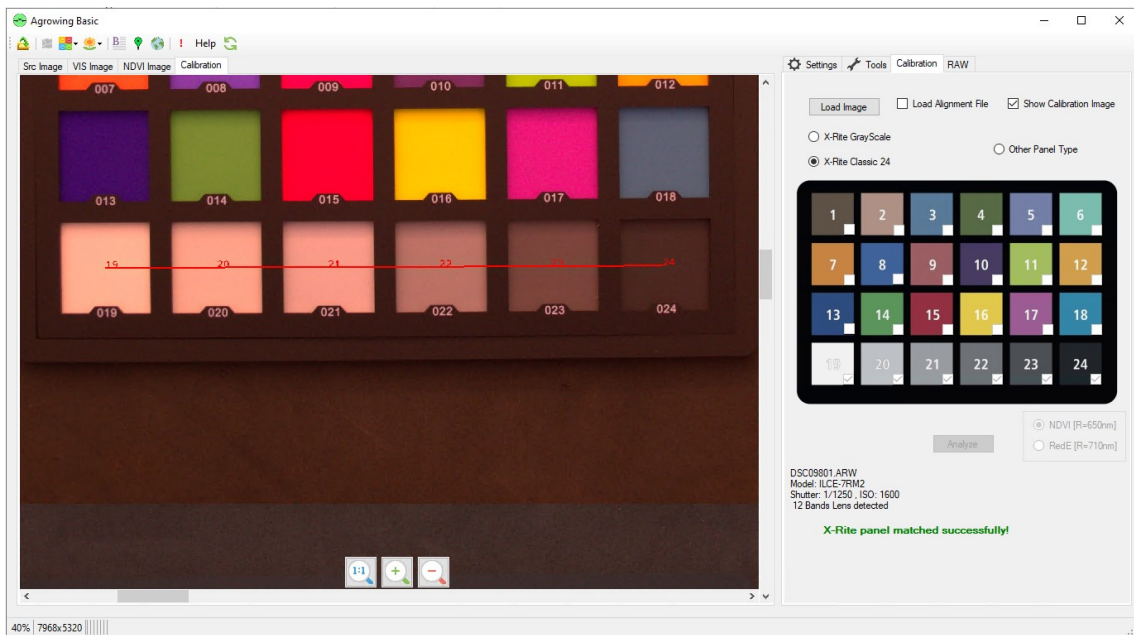 Agrowing Basic
Help
Src Image VIS Image NDVI Image Calibration
Settings Tools Calibration RAW
007 008 009 010 011 012
013 014 015 016 017 018
19 20 21 22 23 24
019 020 021 022 023 024
1:1
Load Image Load Alignment File Show Calibration Image
X-Rite GrayScale
X-Rite Classic 24
Other Panel Type
1 2 3 4 5 6
7 8 9 10 11 12
13 14 15 16 17 18
19 20 21 22 23 24
NDVI [R=650nm]
Analyze
RedE [R=710nm]
DSC09801.ARW
Model: ILCE-7RM2
Shutter: 1/1250 , ISO: 1600
12 Bands Lens detected
X-Rite panel matched successfully!
40% 7968x5320